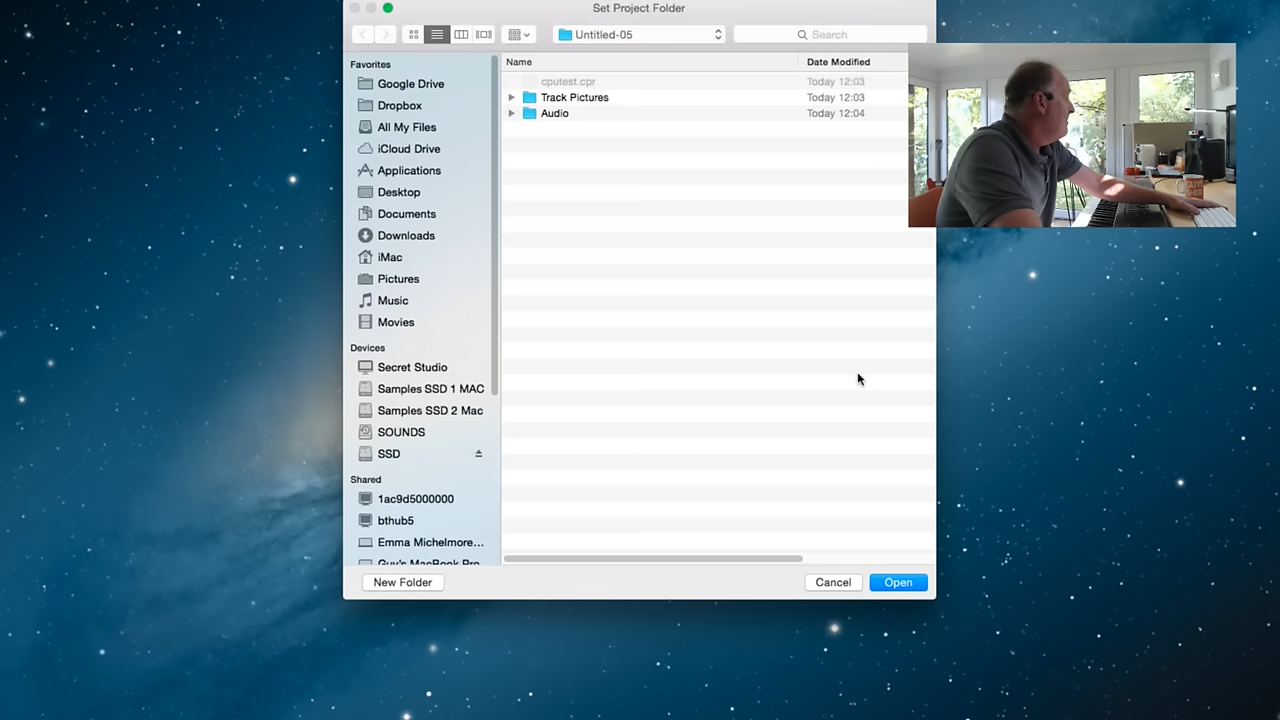 Set Project Folder
Untitled-05
Search
Favorites
Google Drive
Dropbox
All My Files
iCloud Drive
Applications
Desktop
Documents
Downloads
iMac
Pictures
Music
Movies
Devices
Secret Studio
Samples SSD 1 MAC
Samples SSD 2 Mac
SOUNDS
SSD
Shared
1ac9d5000000
bthub5
Emma Michelmore...
Guy's MacBook Pro
Name Date Modified
cputest.cpr Today 12:03
Track Pictures Today 12:03
Audio Today 12:04
New Folder Cancel Open